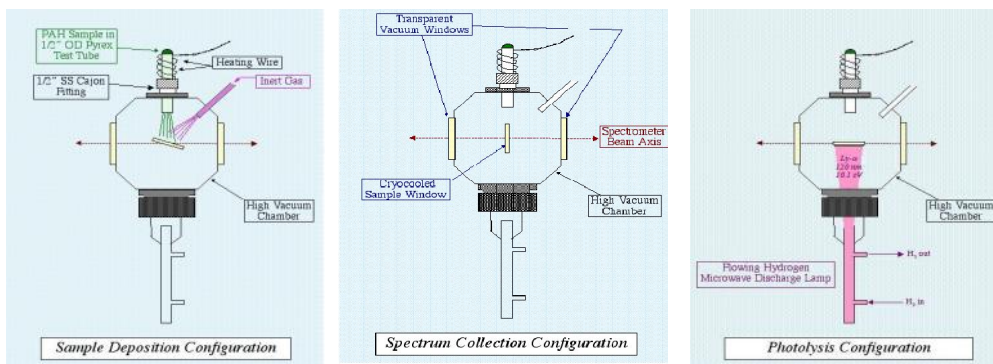 PAH Sample in
1/2" OD Pyrex
Test Tube
Heating Wire
1/2" SS Cajon
Fitting
Inert Gas
High Vacuum
Chamber
Sample Deposition Configuration
Transparent
Vacuum Windows
Spectrometer
Beam Axis
Cryocooled
Sample Window
High Vacuum
Chamber
Spectrum Collection Configuration
Ly-α
120 nm
10.1 eV
High Vacuum
Chamber
H₂ out
Flowing Hydrogen
Microwave Discharge Lamp
H₂ in
Photolysis Configuration